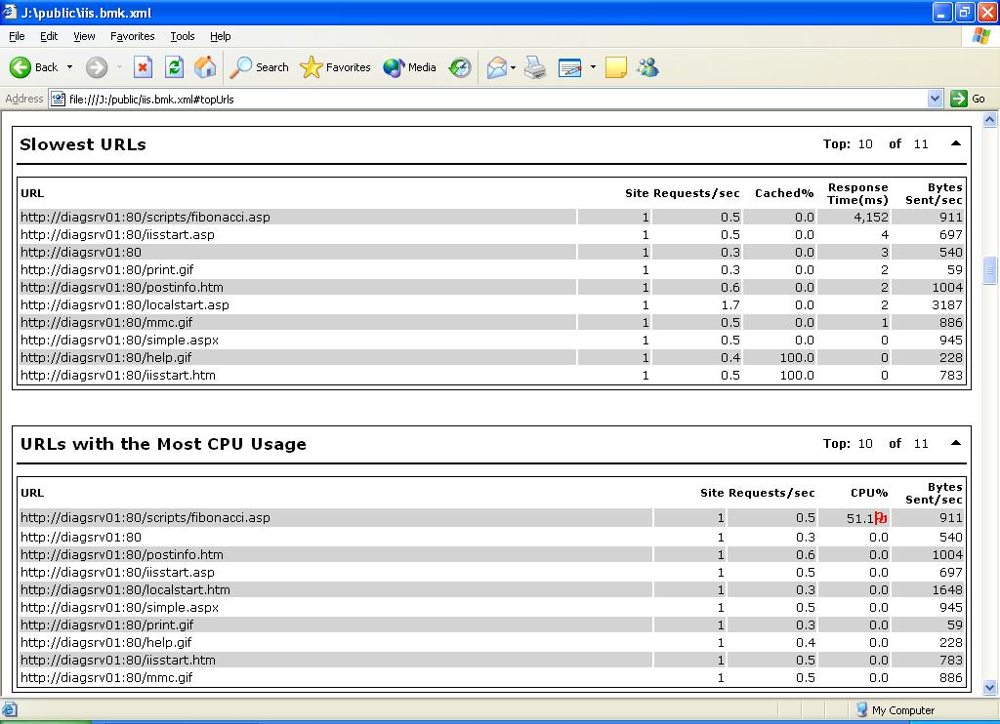 J:\public\iis.bmk.xml
File Edit View Favorites Tools Help
Back Search Favorites Media
Address file:///J:/public/iis.bmk.xml#topUrls Go
Slowest URLs Top: 10 of 11
URL Site Requests/sec Cached% Response Time(ms) Bytes Sent/sec
http://diagsrv01:80/scripts/fibonacci.asp 1 0.5 0.0 4,152 911
http://diagsrv01:80/iisstart.asp 1 0.5 0.0 4 697
http://diagsrv01:80 1 0.3 0.0 3 540
http://diagsrv01:80/print.gif 1 0.3 0.0 2 59
http://diagsrv01:80/postinfo.htm 1 0.6 0.0 2 1004
http://diagsrv01:80/localstart.asp 1 1.7 0.0 2 3187
http://diagsrv01:80/mmc.gif 1 0.5 0.0 1 886
http://diagsrv01:80/simple.aspx 1 0.5 0.0 0 945
http://diagsrv01:80/help.gif 1 0.4 100.0 0 228
http://diagsrv01:80/iisstart.htm 1 0.5 100.0 0 783
URLs with the Most CPU Usage Top: 10 of 11
URL Site Requests/sec CPU% Bytes Sent/sec
http://diagsrv01:80/scripts/fibonacci.asp 1 0.5 51.1 911
http://diagsrv01:80 1 0.3 0.0 540
http://diagsrv01:80/postinfo.htm 1 0.6 0.0 1004
http://diagsrv01:80/iisstart.asp 1 0.5 0.0 697
http://diagsrv01:80/localstart.htm 1 0.3 0.0 1648
http://diagsrv01:80/simple.aspx 1 0.5 0.0 945
http://diagsrv01:80/print.gif 1 0.3 0.0 59
http://diagsrv01:80/help.gif 1 0.4 0.0 228
http://diagsrv01:80/iisstart.htm 1 0.5 0.0 783
http://diagsrv01:80/mmc.gif 1 0.5 0.0 886
My Computer